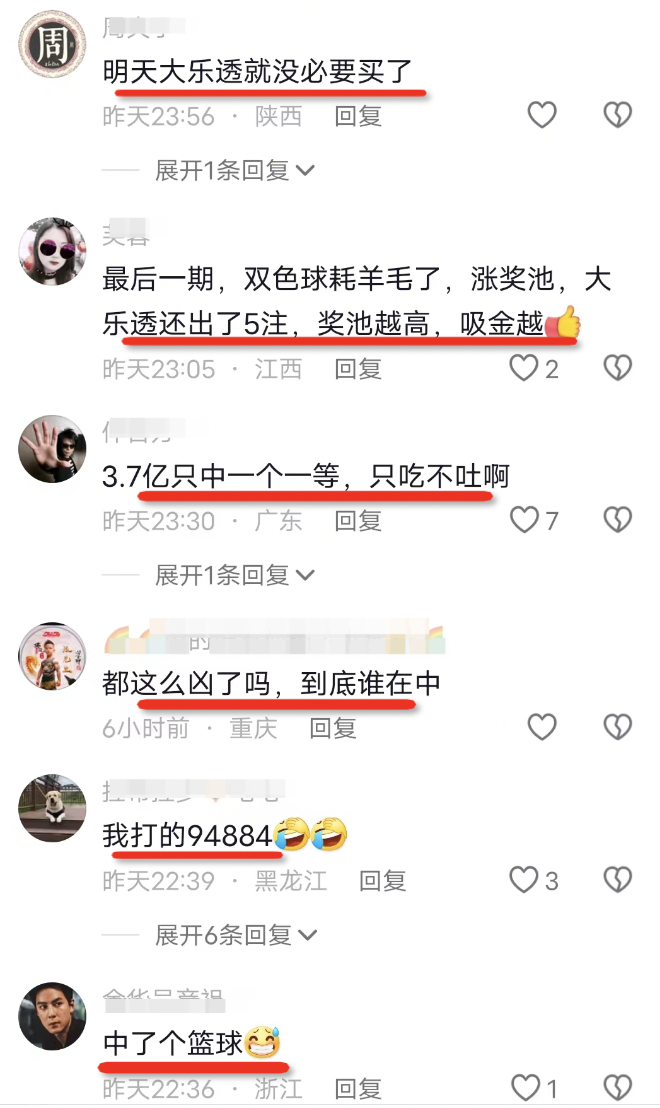 周
明天大乐透就没必要买了
昨天23:56 · 陕西 回复
展开1条回复
最后一期，双色球耗羊毛了，涨奖池，大
乐透还出了5注，奖池越高，吸金越👍
昨天23:05 · 江西 回复 2
3.7亿只中一个一等，只吃不吐啊
昨天23:30 · 广东 回复 7
展开1条回复
的
都这么凶了吗，到底谁在中
6小时前 · 重庆 回复
我打的94884🤣🤣
昨天22:39 · 黑龙江 回复 3
展开6条回复
中了个篮球😅
昨天22:36 · 浙江 回复 1